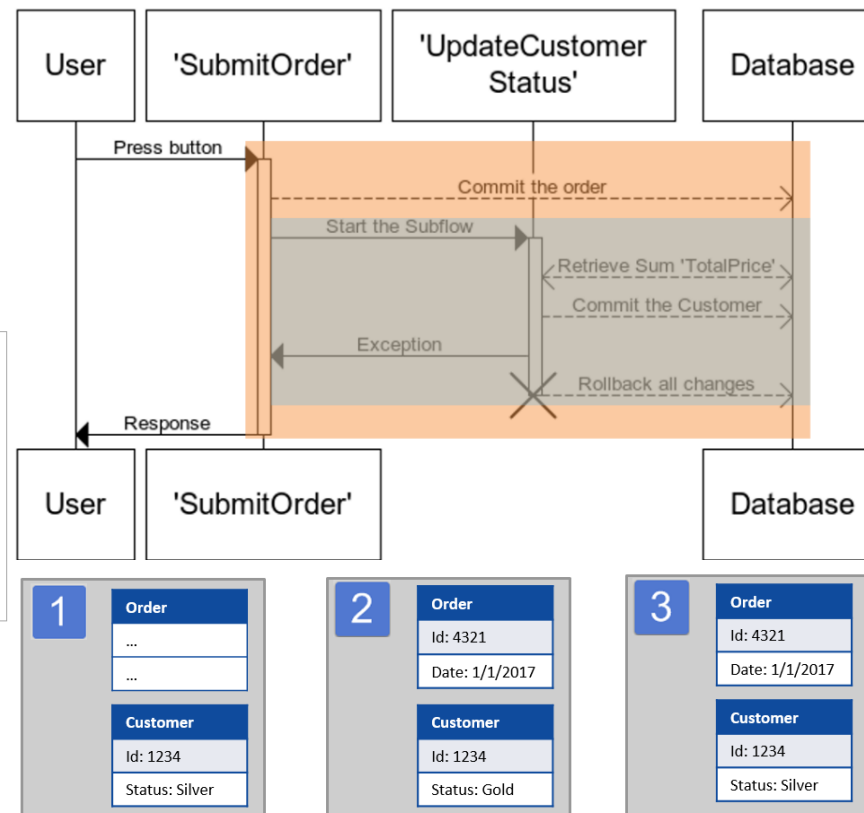 User
'SubmitOrder'
'UpdateCustomer
Status'
Database
Press button
Commit the order
Start the Subflow
Retrieve Sum 'TotalPrice'
Commit the Customer
Exception
Rollback all changes
Response
User
'SubmitOrder'
Database
1
Order
...
...
Customer
Id: 1234
Status: Silver
2
Order
Id: 4321
Date: 1/1/2017
Customer
Id: 1234
Status: Gold
3
Order
Id: 4321
Date: 1/1/2017
Customer
Id: 1234
Status: Silver